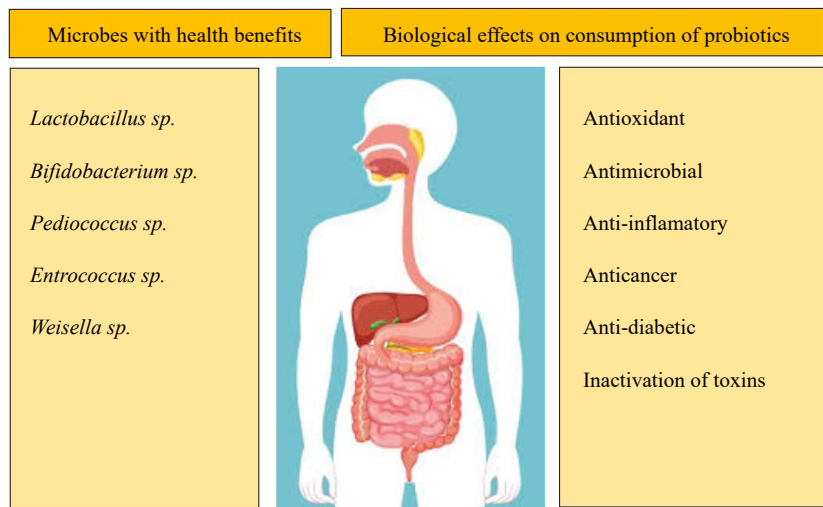 Microbes with health benefits
Biological effects on consumption of probiotics
Lactobacillus sp.
Bifidobacterium sp.
Pediococcus sp.
Entrococcus sp.
Weisella sp.
Antioxidant
Antimicrobial
Anti-inflamatory
Anticancer
Anti-diabetic
Inactivation of toxins